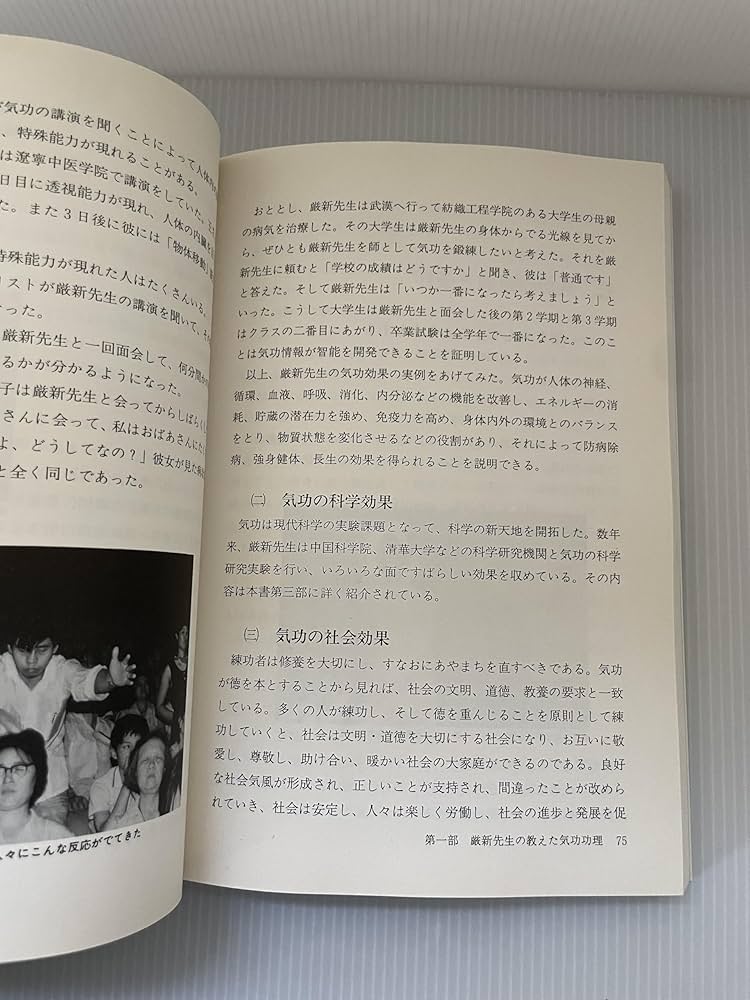 気功の講演を聞くことによって人体
、特殊能力が現れることがある。
は遼寧中医学院で講演をしていた。
日目に透視能力が現れ、人体の内臓を
た。また３日後に彼には「物体移動」
特殊能力が現れた人はたくさんいる。
リストが厳新先生の講演を聞いて、
った。
厳新先生と一回面会して、何分間
るかが分かるようになった。
子は厳新先生と会ってからしばらく
さんに会って、私はおばあさんに
よ、どうしてなの？」彼女が見た
と全く同じであった。
人々にこんな反応がでてきた
おととし、厳新先生は武漢へ行って紡織工程学院のある大学生の母親
の病気を治療した。その大学生は厳新先生の身体からでる光線を見てか
ら、ぜひとも厳新先生を師として気功を鍛練したいと考えた。それを厳
新先生に頼むと「学校の成績はどうですか」と聞き、彼は「普通です」
と答えた。そして厳新先生は「いつか一番になったら考えましょう」と
いった。こうして大学生は厳新先生と面会した後の第２学期と第３学期
はクラスの二番目にあがり、卒業試験は全学年で一番になった。このこ
とは気功情報が智能を開発できることを証明している。
以上、厳新先生の気功効果の実例をあげてみた。気功が人体の神経、
循環、血液、呼吸、消化、内分泌などの機能を改善し、エネルギーの消
耗、貯蔵の潜在力を強め、免疫力を高め、身体内外の環境とのバランス
をとり、物質状態を変化させるなどの役割があり、それによって防病除
病、強身健体、長生の効果を得られることを説明できる。
㈡ 気功の科学効果
気功は現代科学の実験課題となって、科学の新天地を開拓した。数年
来、厳新先生は中国科学院、清華大学などの科学研究機関と気功の科学
研究実験を行い、いろいろな面ですばらしい効果を収めている。その内
容は本書第三部に詳く紹介されている。
㈢ 気功の社会効果
練功者は修養を大切にし、すなおにあやまちを直すべきである。気功
が徳を本とすることから見れば、社会の文明、道徳、教養の要求と一致
している。多くの人が練功し、そして徳を重んじることを原則として練
功していくと、社会は文明・道徳を大切にする社会になり、お互いに敬
愛し、尊敬し、助け合い、暖かい社会の大家庭ができるのである。良好
な社会気風が形成され、正しいことが支持され、間違ったことが改めら
れていき、社会は安定し、人々は楽しく労働し、社会の進歩と発展を促
第一部 厳新先生の教えた気功功理 75